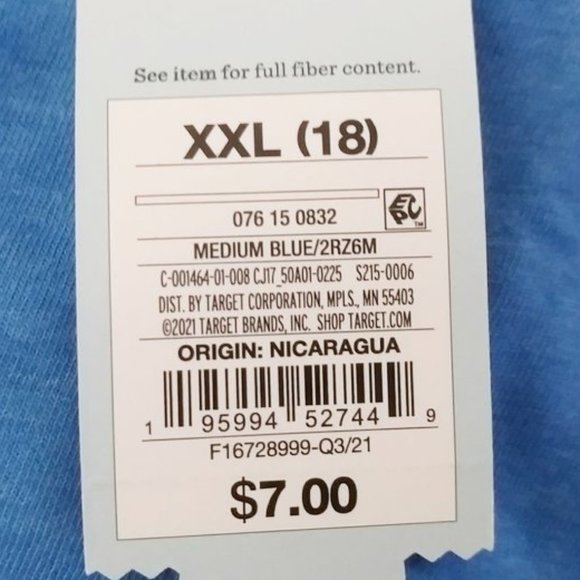 See item for full fiber content.
XXL (18)
EPC
TM
076 15 0832
MEDIUM BLUE/2RZ6M
C-001464-01-008 CJ17_50A01-0225 S215-0006
DIST. BY TARGET CORPORATION, MPLS., MN 55403
©2021 TARGET BRANDS, INC. SHOP TARGET.COM
ORIGIN: NICARAGUA
1 95994 52744 9
F16728999-Q3/21
$7.00